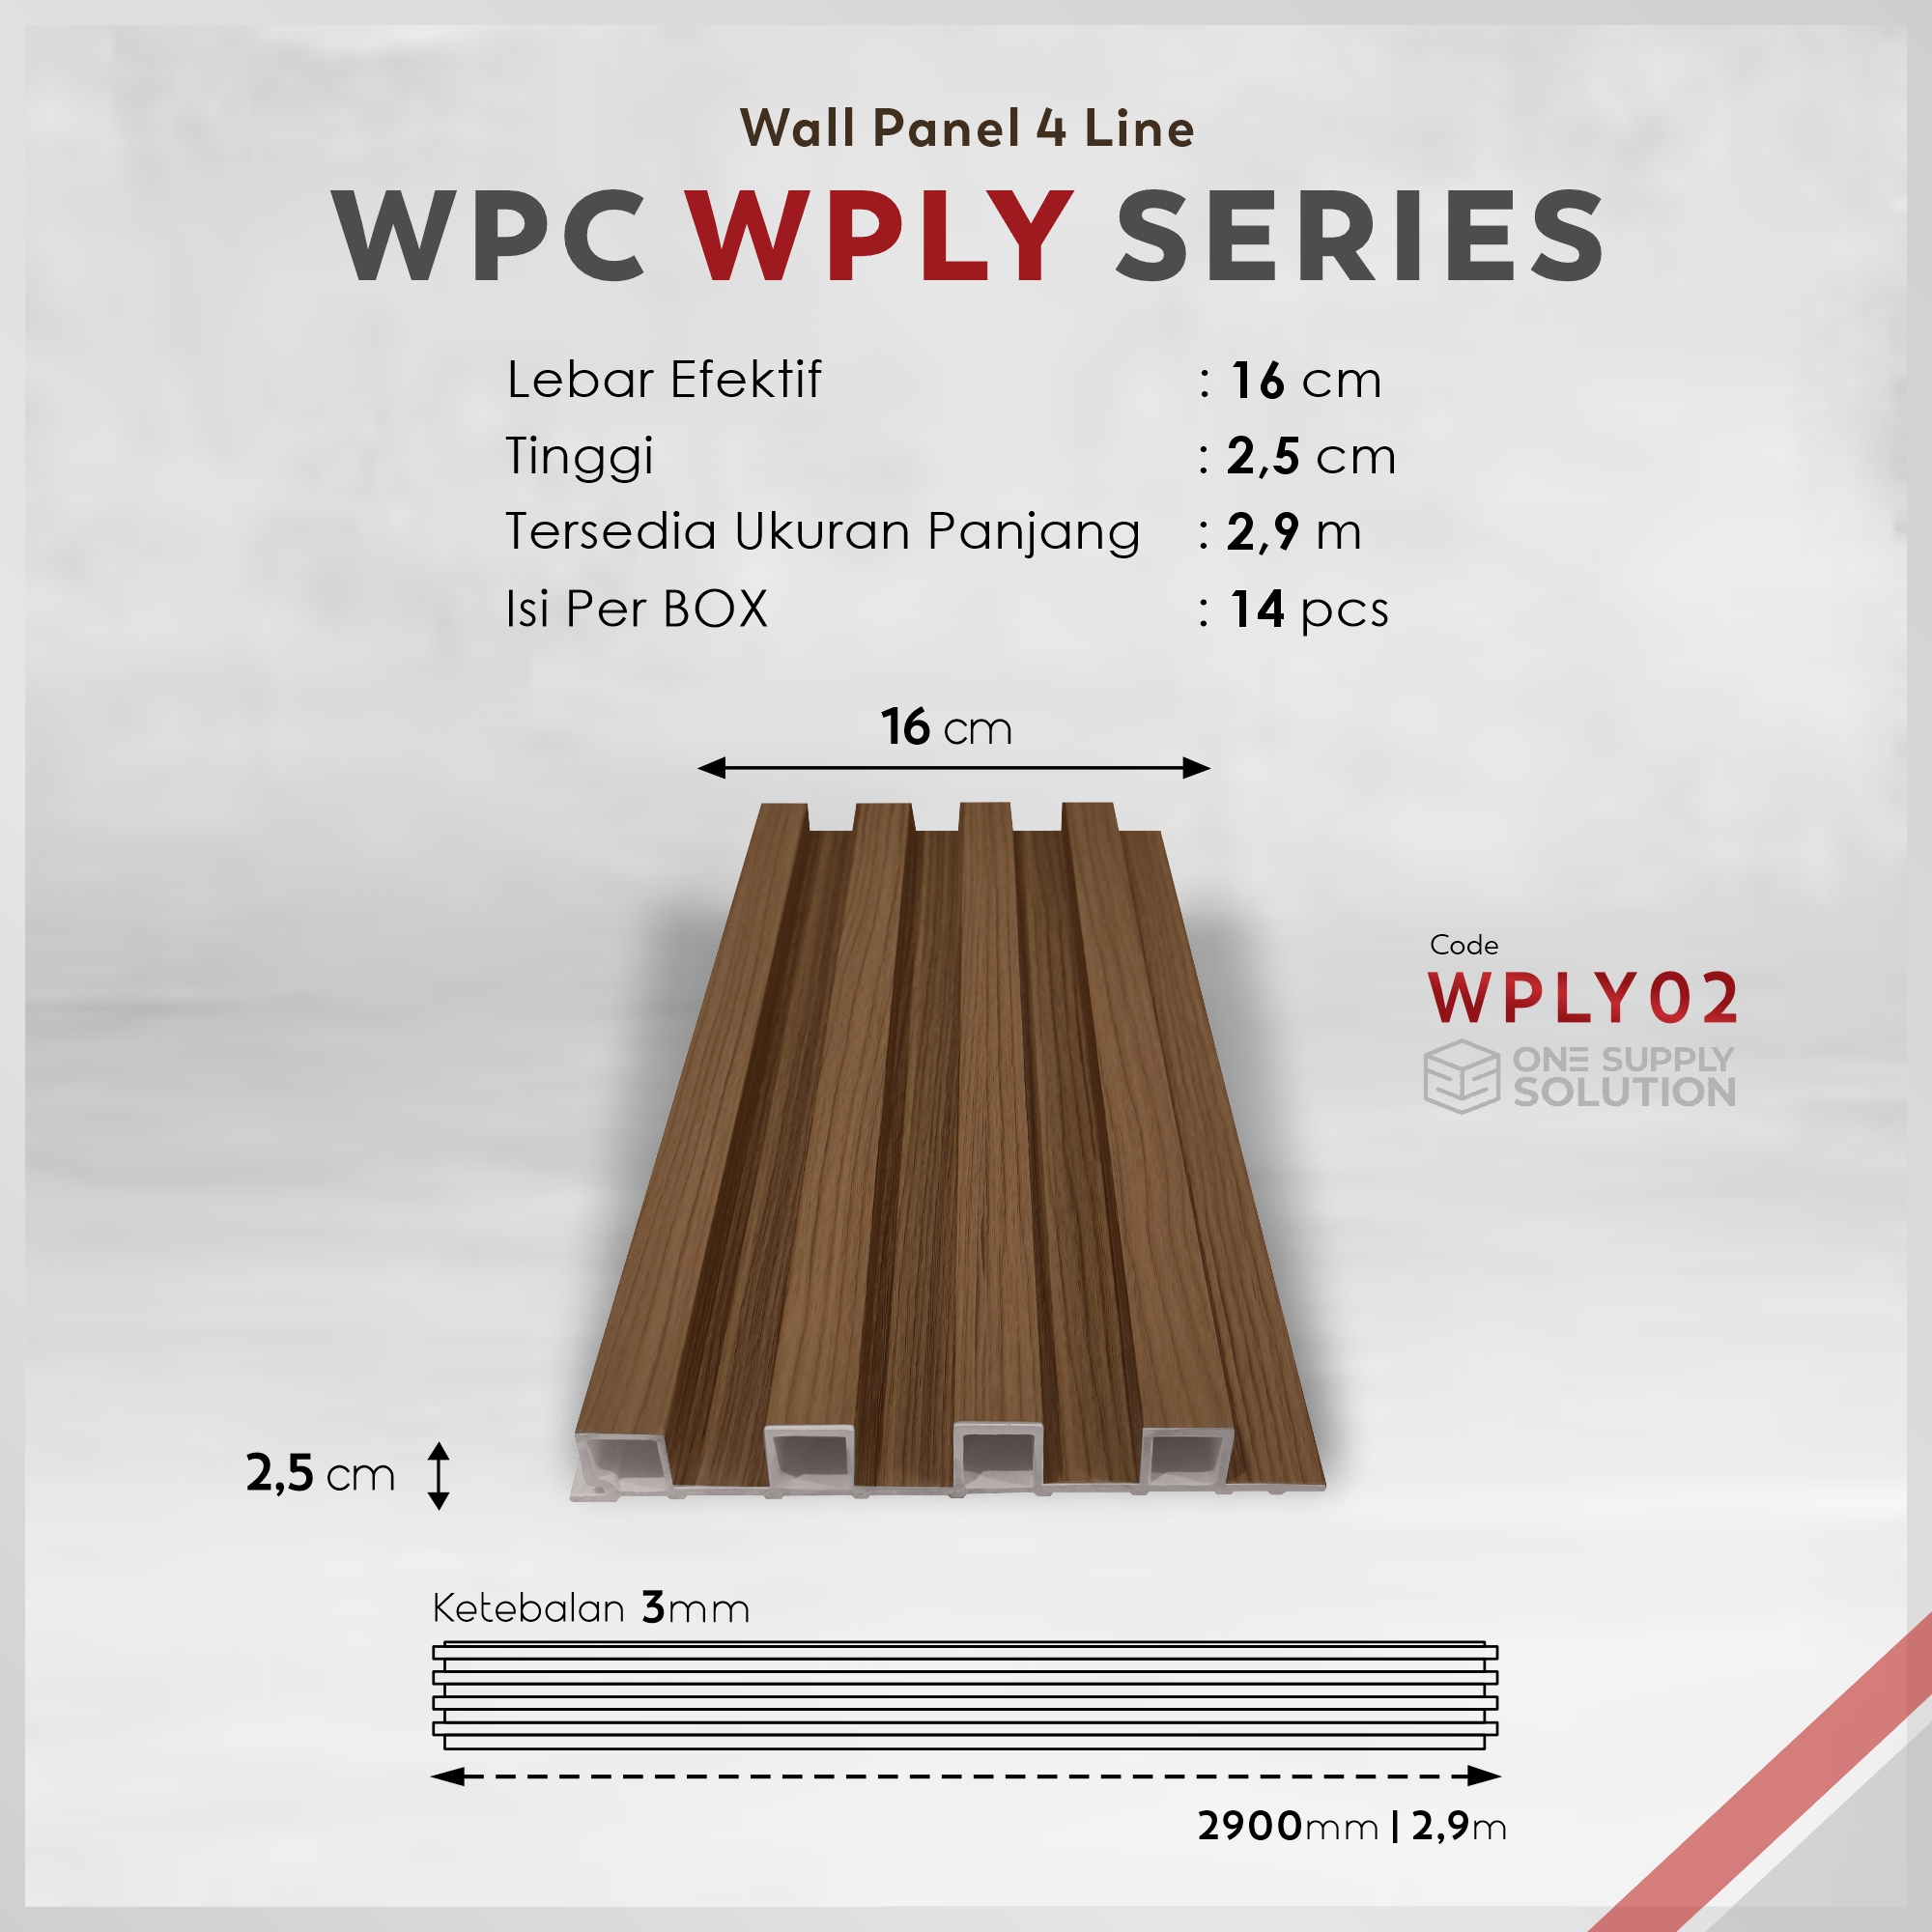 Wall Panel 4 Line
WPC WPLY SERIES
Lebar Efektif : 16 cm
Tinggi : 2,5 cm
Tersedia Ukuran Panjang : 2,9 m
Isi Per BOX : 14 pcs
16 cm
Code
WPLY02
ONE SUPPLY
SOLUTION
2,5 cm
Ketebalan 3mm
2900mm | 2,9m